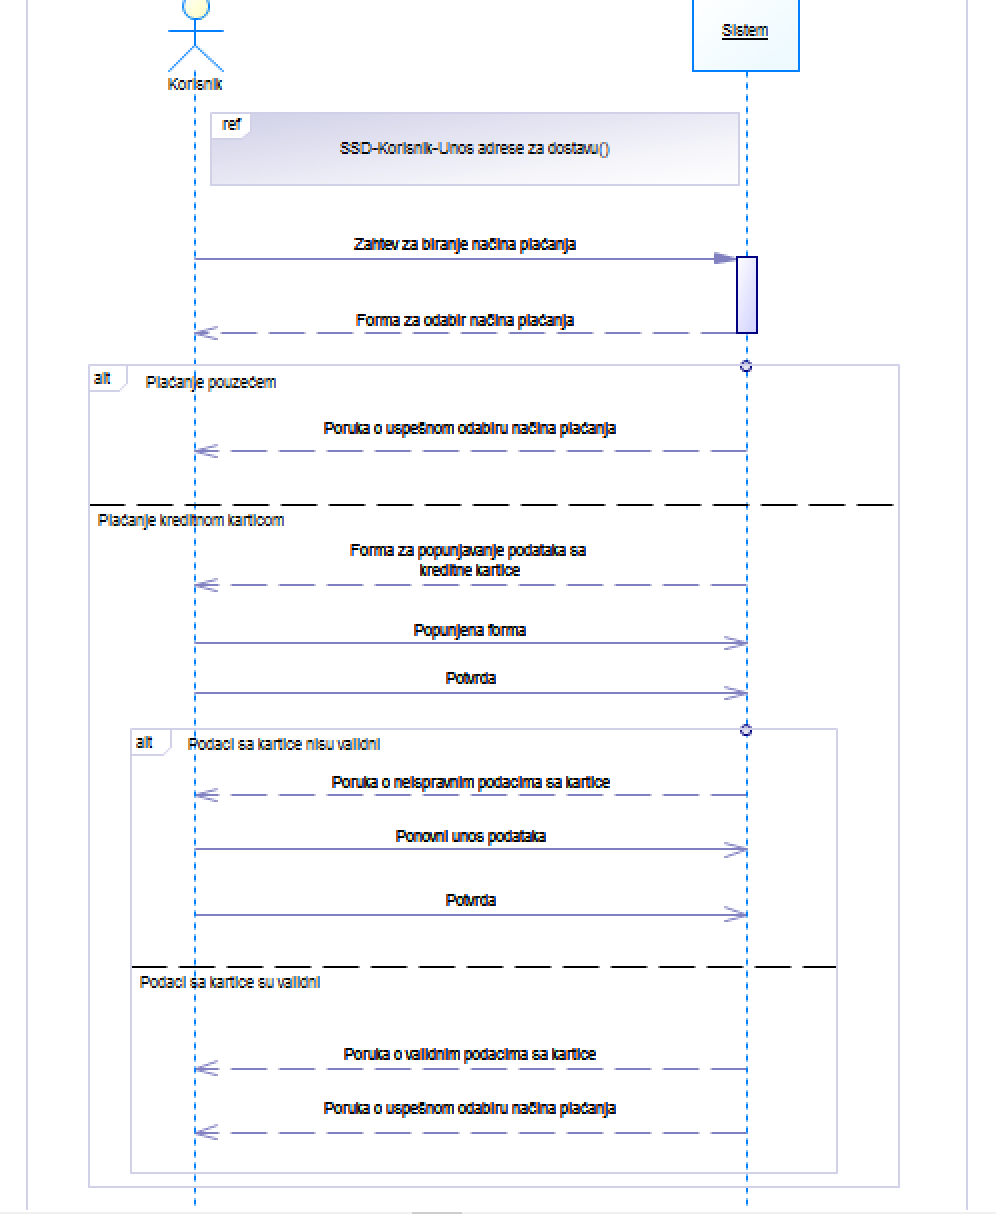 Sistem
Korisnik
ref
SSD-Korisnik-Unos adrese za dostavu()
Zahtev za biranje načina plaćanja
Forma za odabir načina plaćanja
alt
Plaćanje pouzećem
Poruka o uspešnom odabiru načina plaćanja
Plaćanje kreditnom karticom
Forma za popunjavanje podataka sa
kreditne kartice
Popunjena forma
Potvrda
alt
Podaci sa kartice nisu validni
Poruka o neispravnim podacima sa kartice
Ponovni unos podataka
Potvrda
Podaci sa kartice su validni
Poruka o validnim podacima sa kartice
Poruka o uspešnom odabiru načina plaćanja